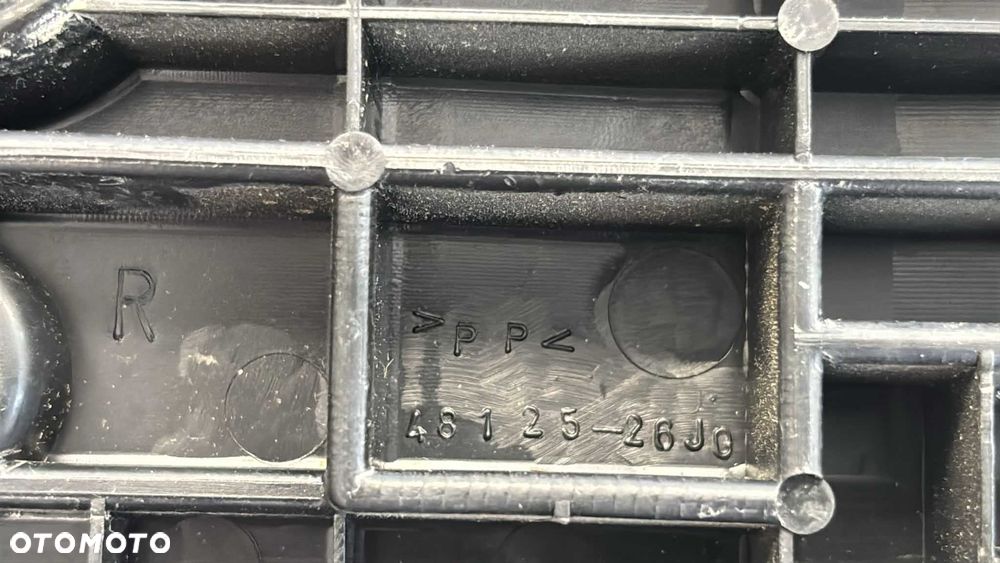 R
>PP<
48125-26J0
OTOMOTO